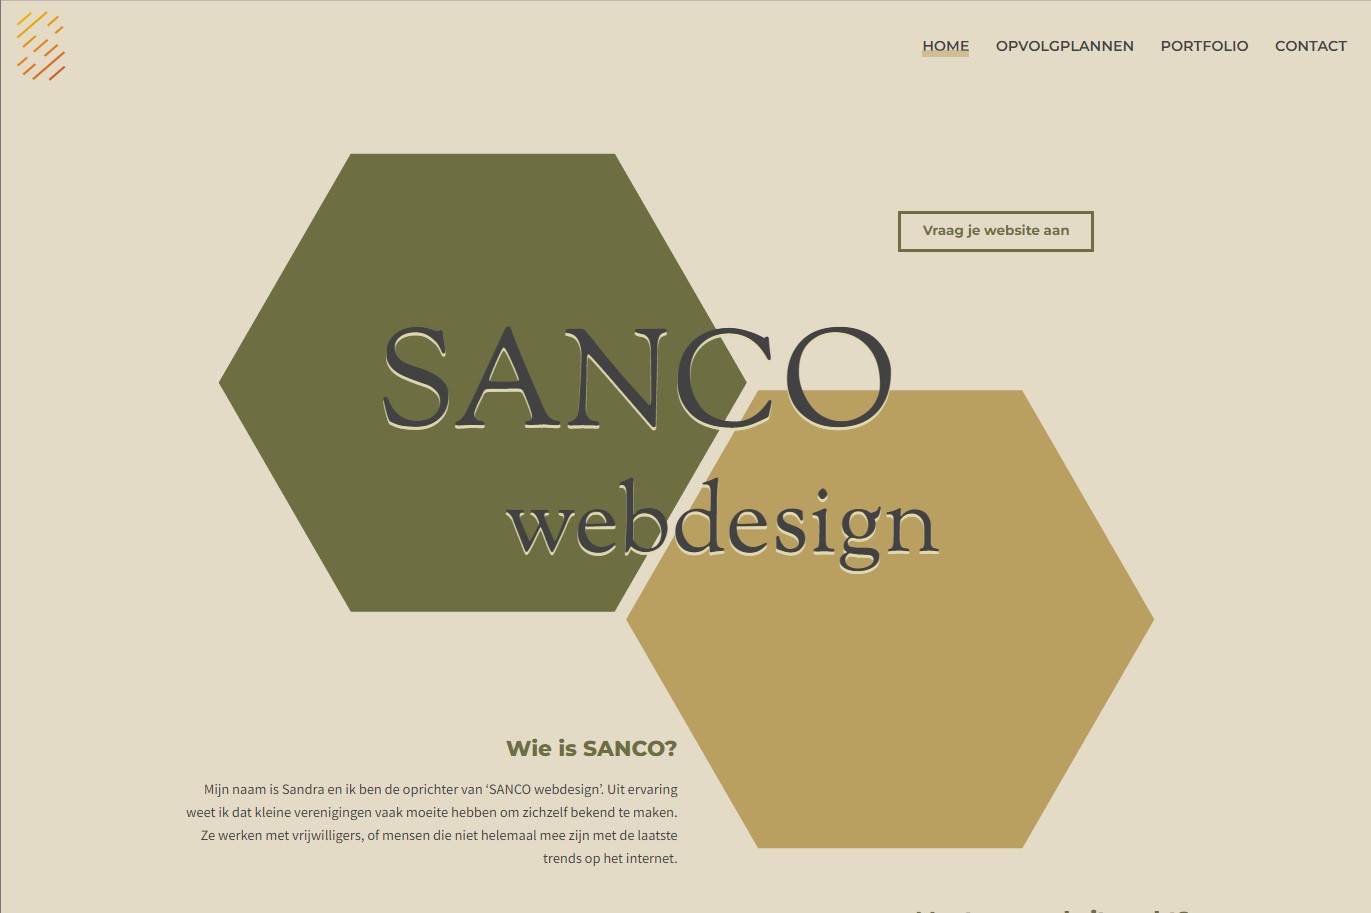 HOME OPVOLGPLANNEN PORTFOLIO CONTACT
Vraag je website aan
SANCO
webdesign
Wie is SANCO?
Mijn naam is Sandra en ik ben de oprichter van ‘SANCO webdesign’. Uit ervaring
weet ik dat kleine verenigingen vaak moeite hebben om zichzelf bekend te maken.
Ze werken met vrijwilligers, of mensen die niet helemaal mee zijn met de laatste
trends op het internet.